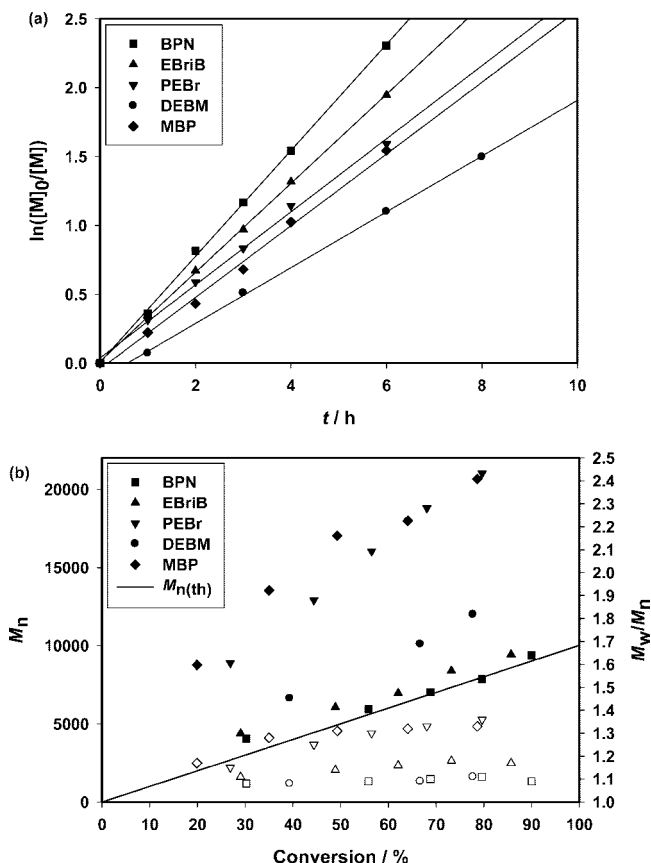 (a)
BPN
EBriB
PEBr
DEBM
MBP
ln([M]0/[M])
2.5
2.0
1.5
1.0
0.5
0.0
0 2 4 6 8 10
t / h
(b)
BPN
EBriB
PEBr
DEBM
MBP
Mn(th)
Mn
20000
15000
10000
5000
0
2.5
2.4
2.3
2.2
2.1
2.0
1.9
1.8
1.7
1.6
1.5
1.4
1.3
1.2
1.1
1.0
Mw/Mn
0 10 20 30 40 50 60 70 80 90 100
Conversion / %